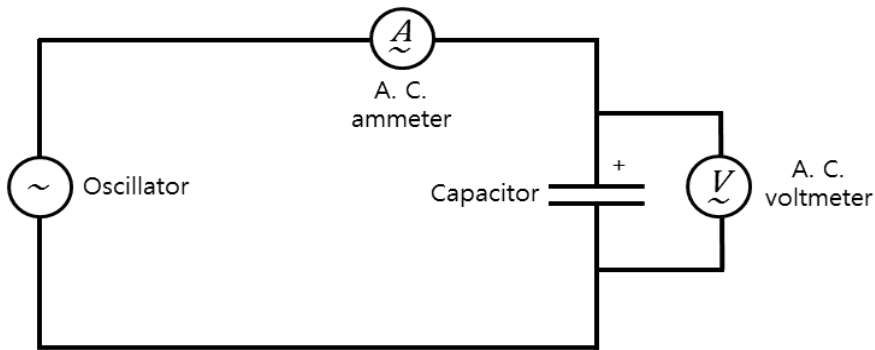 A
~
A. C.
ammeter
~
Oscillator
Capacitor
+
V
~
A. C.
voltmeter